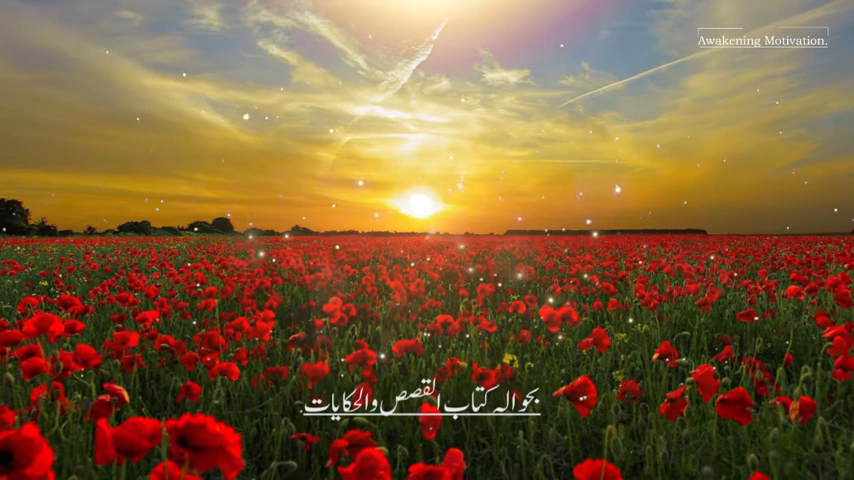 Awakening Motivation.
بحوالہ کتاب القصص والحکایات